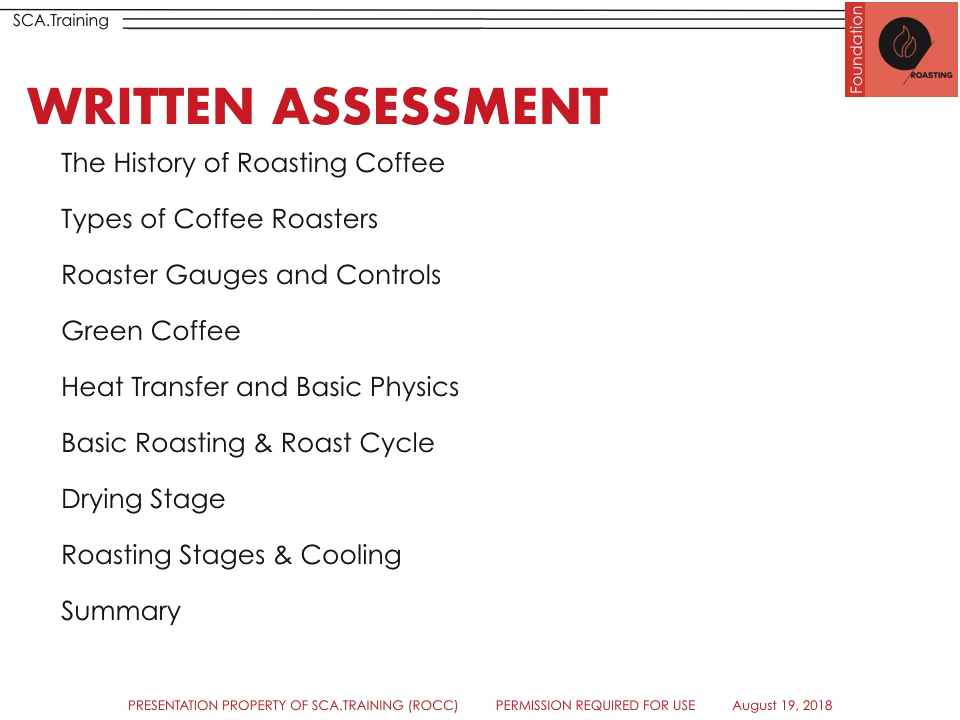 SCA.Training
Foundation
ROASTING
WRITTEN ASSESSMENT
The History of Roasting Coffee
Types of Coffee Roasters
Roaster Gauges and Controls
Green Coffee
Heat Transfer and Basic Physics
Basic Roasting & Roast Cycle
Drying Stage
Roasting Stages & Cooling
Summary
PRESENTATION PROPERTY OF SCA.TRAINING (ROCC) PERMISSION REQUIRED FOR USE August 19, 2018